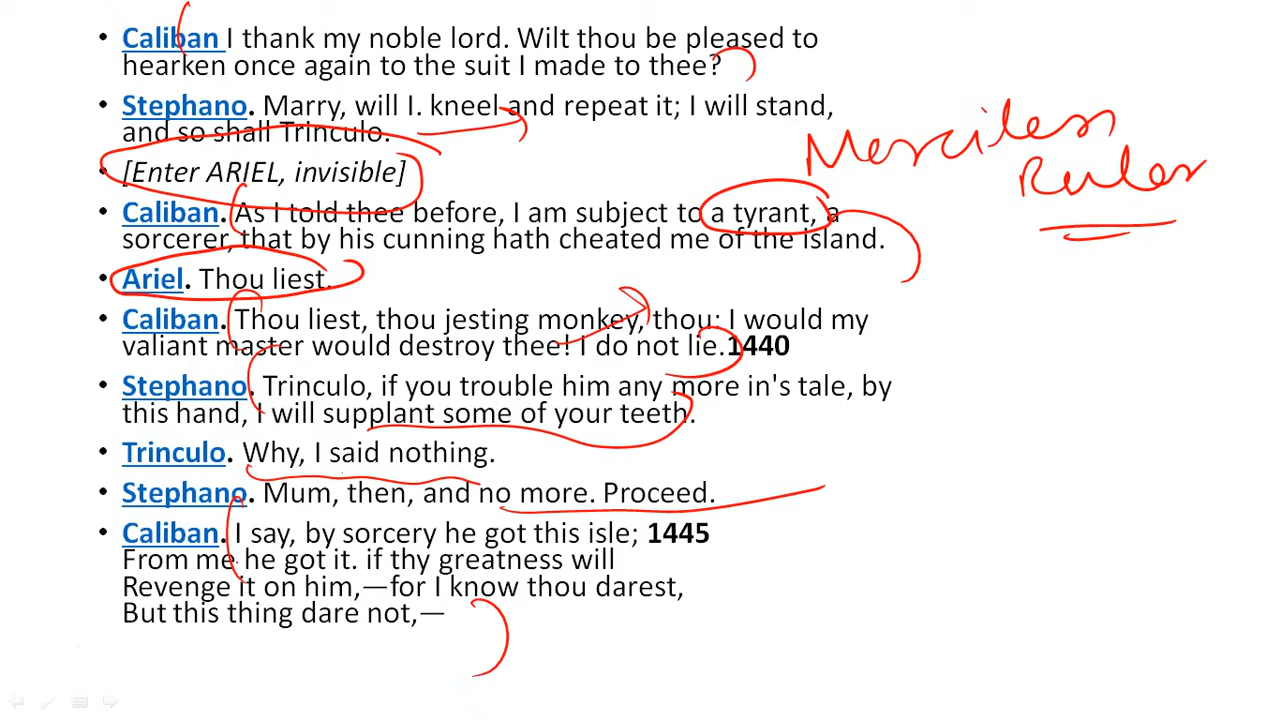 • Caliban I thank my noble lord. Wilt thou be pleased to
hearken once again to the suit I made to thee?
• Stephano. Marry, will I. kneel and repeat it; I will stand,
and so shall Trinculo.
• [Enter ARIEL, invisible]
Merciless
Ruler
• Caliban. As I told thee before, I am subject to a tyrant, a
sorcerer, that by his cunning hath cheated me of the island.
• Ariel. Thou liest.
• Caliban. Thou liest, thou jesting monkey, thou: I would my
valiant master would destroy thee! I do not lie.1440
• Stephano. Trinculo, if you trouble him any more in's tale, by
this hand, I will supplant some of your teeth.
• Trinculo. Why, I said nothing.
• Stephano. Mum, then, and no more. Proceed.
• Caliban. I say, by sorcery he got this isle; 1445
From me he got it. if thy greatness will
Revenge it on him,—for I know thou darest,
But this thing dare not,—